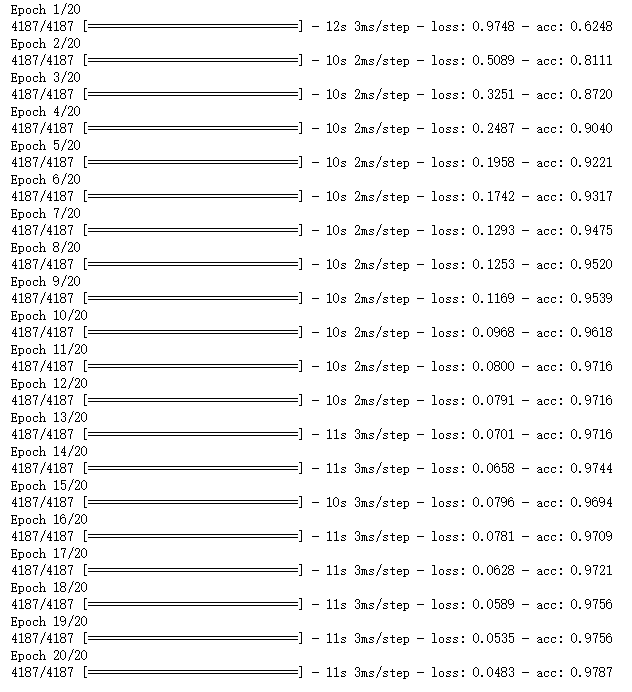 Epoch 1/20
4187/4187 [==============================] - 12s 3ms/step - loss: 0.9748 - acc: 0.6248
Epoch 2/20
4187/4187 [==============================] - 10s 2ms/step - loss: 0.5089 - acc: 0.8111
Epoch 3/20
4187/4187 [==============================] - 10s 2ms/step - loss: 0.3251 - acc: 0.8720
Epoch 4/20
4187/4187 [==============================] - 10s 2ms/step - loss: 0.2487 - acc: 0.9040
Epoch 5/20
4187/4187 [==============================] - 10s 2ms/step - loss: 0.1958 - acc: 0.9221
Epoch 6/20
4187/4187 [==============================] - 10s 2ms/step - loss: 0.1742 - acc: 0.9317
Epoch 7/20
4187/4187 [==============================] - 10s 2ms/step - loss: 0.1293 - acc: 0.9475
Epoch 8/20
4187/4187 [==============================] - 10s 2ms/step - loss: 0.1253 - acc: 0.9520
Epoch 9/20
4187/4187 [==============================] - 10s 2ms/step - loss: 0.1169 - acc: 0.9539
Epoch 10/20
4187/4187 [==============================] - 10s 2ms/step - loss: 0.0968 - acc: 0.9618
Epoch 11/20
4187/4187 [==============================] - 10s 2ms/step - loss: 0.0800 - acc: 0.9716
Epoch 12/20
4187/4187 [==============================] - 10s 2ms/step - loss: 0.0791 - acc: 0.9716
Epoch 13/20
4187/4187 [==============================] - 11s 3ms/step - loss: 0.0701 - acc: 0.9716
Epoch 14/20
4187/4187 [==============================] - 11s 3ms/step - loss: 0.0658 - acc: 0.9744
Epoch 15/20
4187/4187 [==============================] - 10s 3ms/step - loss: 0.0796 - acc: 0.9694
Epoch 16/20
4187/4187 [==============================] - 11s 3ms/step - loss: 0.0781 - acc: 0.9709
Epoch 17/20
4187/4187 [==============================] - 11s 3ms/step - loss: 0.0628 - acc: 0.9721
Epoch 18/20
4187/4187 [==============================] - 11s 3ms/step - loss: 0.0589 - acc: 0.9756
Epoch 19/20
4187/4187 [==============================] - 11s 3ms/step - loss: 0.0535 - acc: 0.9756
Epoch 20/20
4187/4187 [==============================] - 11s 3ms/step - loss: 0.0483 - acc: 0.9787